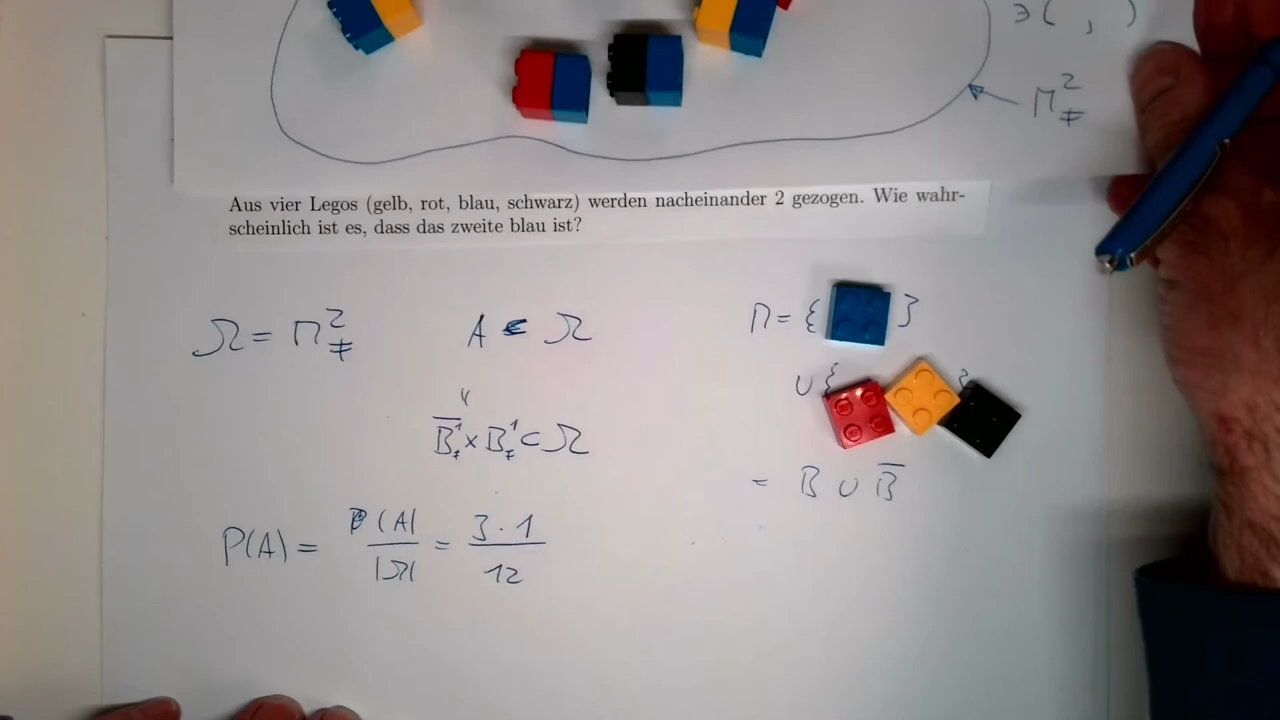 ∋( , )
M²≠
Aus vier Legos (gelb, rot, blau, schwarz) werden nacheinander 2 gezogen. Wie wahr-
scheinlich ist es, dass das zweite blau ist?
Ω = M²≠ A ⊂ Ω M = { }
∪ { }
B̅¹≠ × B¹≠ ⊂ Ω
= B ∪ B̅
P(A) = |A| / |Ω| = 3 · 1 / 12